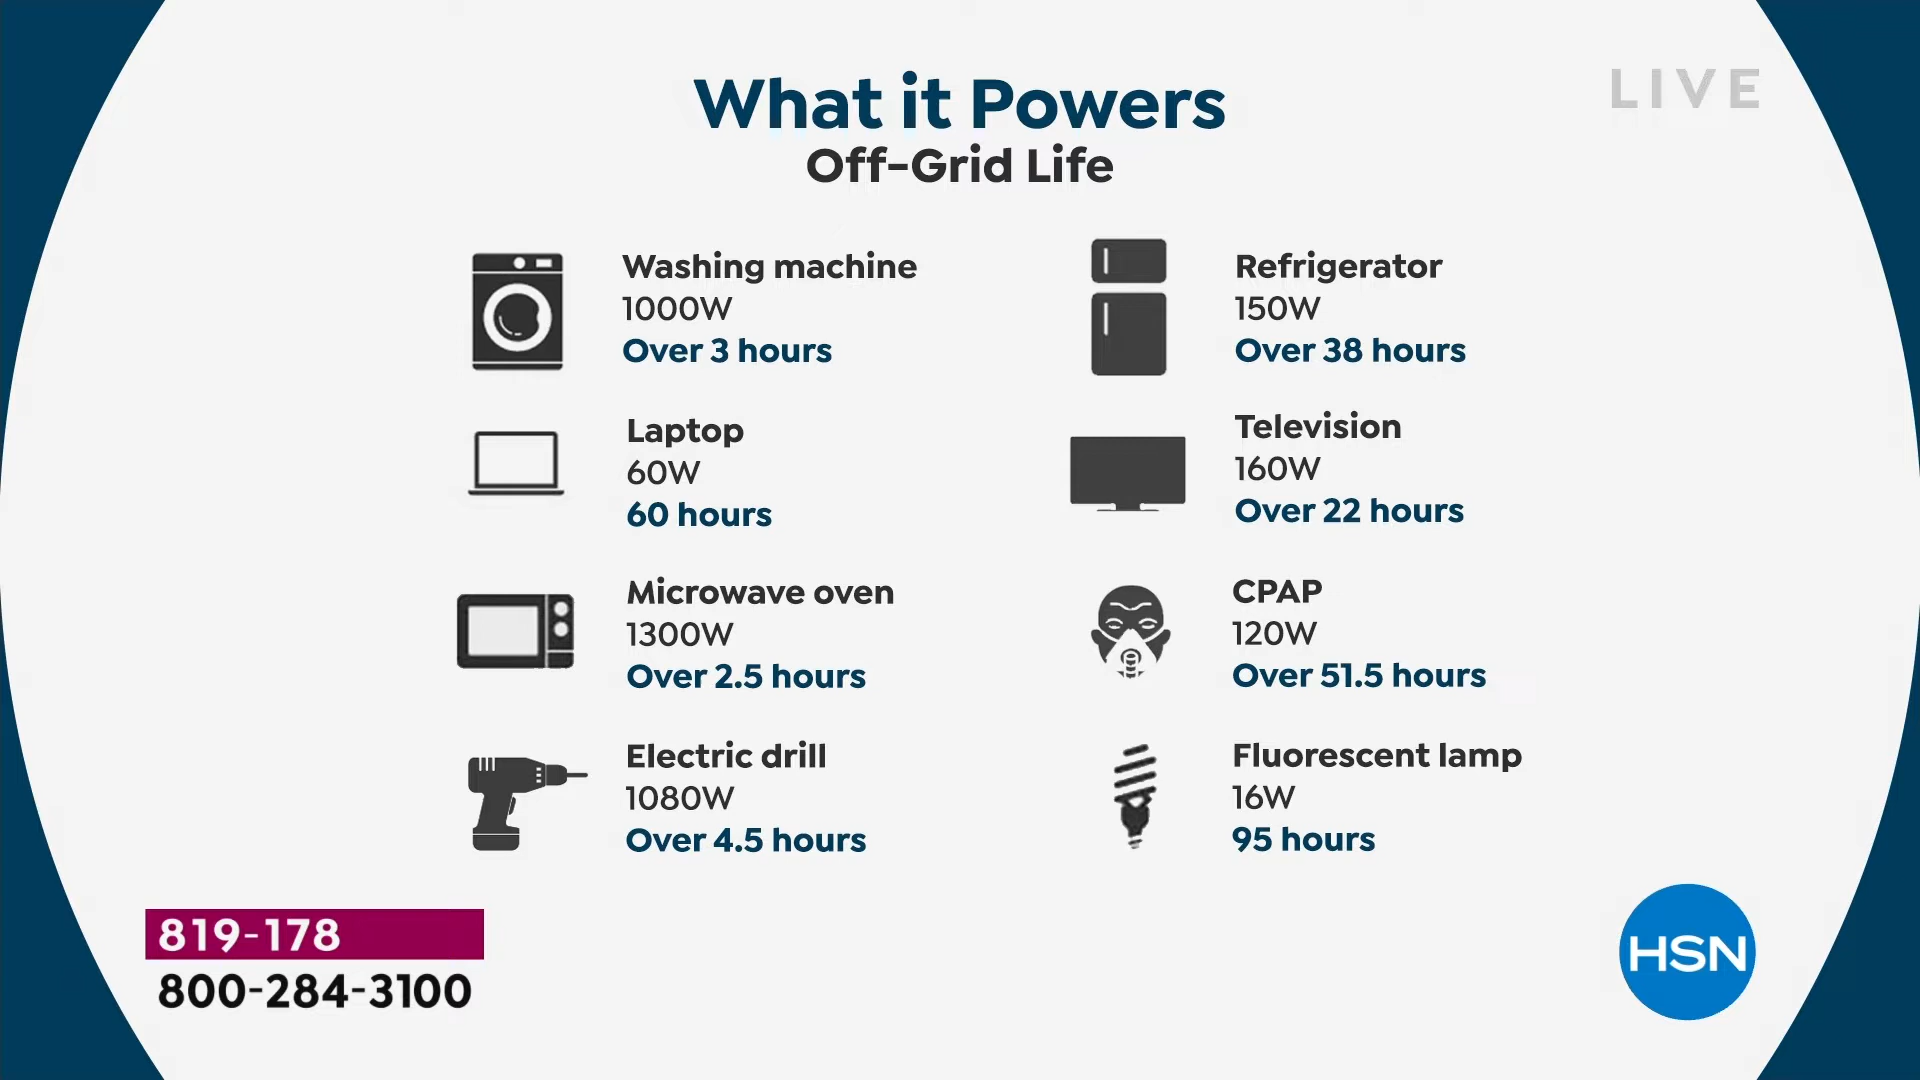 What it Powers
Off-Grid Life
LIVE
Washing machine
1000W
Over 3 hours
Refrigerator
150W
Over 38 hours
Laptop
60W
60 hours
Television
160W
Over 22 hours
Microwave oven
1300W
Over 2.5 hours
CPAP
120W
Over 51.5 hours
Electric drill
1080W
Over 4.5 hours
Fluorescent lamp
16W
95 hours
819-178
800-284-3100
HSN